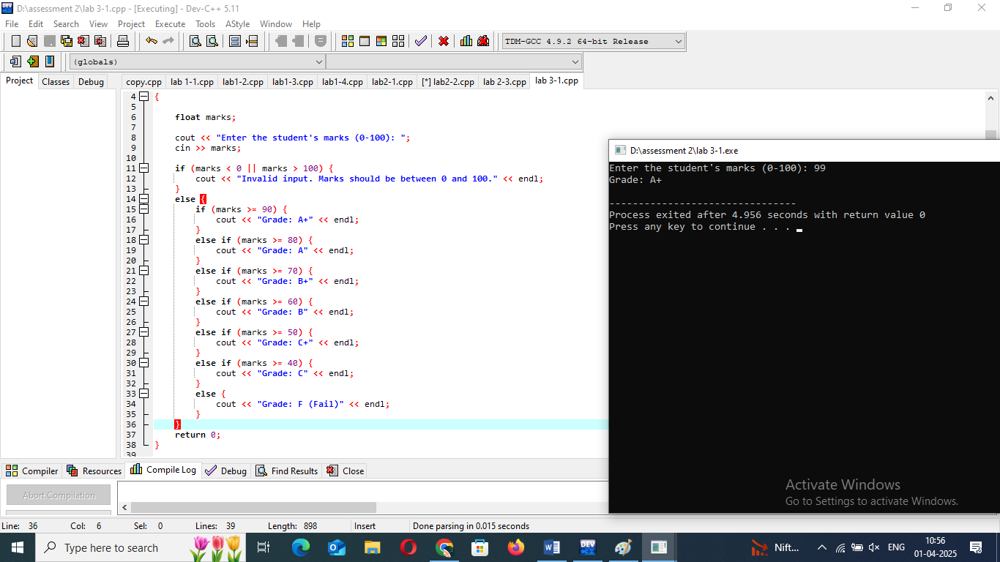 D:\assessment 2\lab 3-1.cpp - [Executing] - Dev-C++ 5.11
File Edit Search View Project Execute Tools AStyle Window Help
TDM-GCC 4.9.2 64-bit Release
(globals)
Project Classes Debug
copy.cpp lab 1-1.cpp lab1-2.cpp lab1-3.cpp lab1-4.cpp lab2-1.cpp [*] lab2-2.cpp lab 2-3.cpp lab 3-1.cpp
4 {
5
6 float marks;
7
8 cout << "Enter the student's marks (0-100): ";
9 cin >> marks;
10
11 if (marks < 0 || marks > 100) {
12 cout << "Invalid input. Marks should be between 0 and 100." << endl;
13 }
14 else {
15 if (marks >= 90) {
16 cout << "Grade: A+" << endl;
17 }
18 else if (marks >= 80) {
19 cout << "Grade: A" << endl;
20 }
21 else if (marks >= 70) {
22 cout << "Grade: B+" << endl;
23 }
24 else if (marks >= 60) {
25 cout << "Grade: B" << endl;
26 }
27 else if (marks >= 50) {
28 cout << "Grade: C+" << endl;
29 }
30 else if (marks >= 40) {
31 cout << "Grade: C" << endl;
32 }
33 else {
34 cout << "Grade: F (Fail)" << endl;
35 }
36 }
37 return 0;
38 }
39
D:\assessment 2\lab 3-1.exe
Enter the student's marks (0-100): 99
Grade: A+
--------------------------------
Process exited after 4.956 seconds with return value 0
Press any key to continue . . .
Activate Windows
Go to Settings to activate Windows.
Compiler Resources Compile Log Debug Find Results Close
Abort Compilation
Line: 36 Col: 6 Sel: 0 Lines: 39 Length: 898 Insert Done parsing in 0.015 seconds
Type here to search
DEV
Nift...
ENG
10:56
01-04-2025